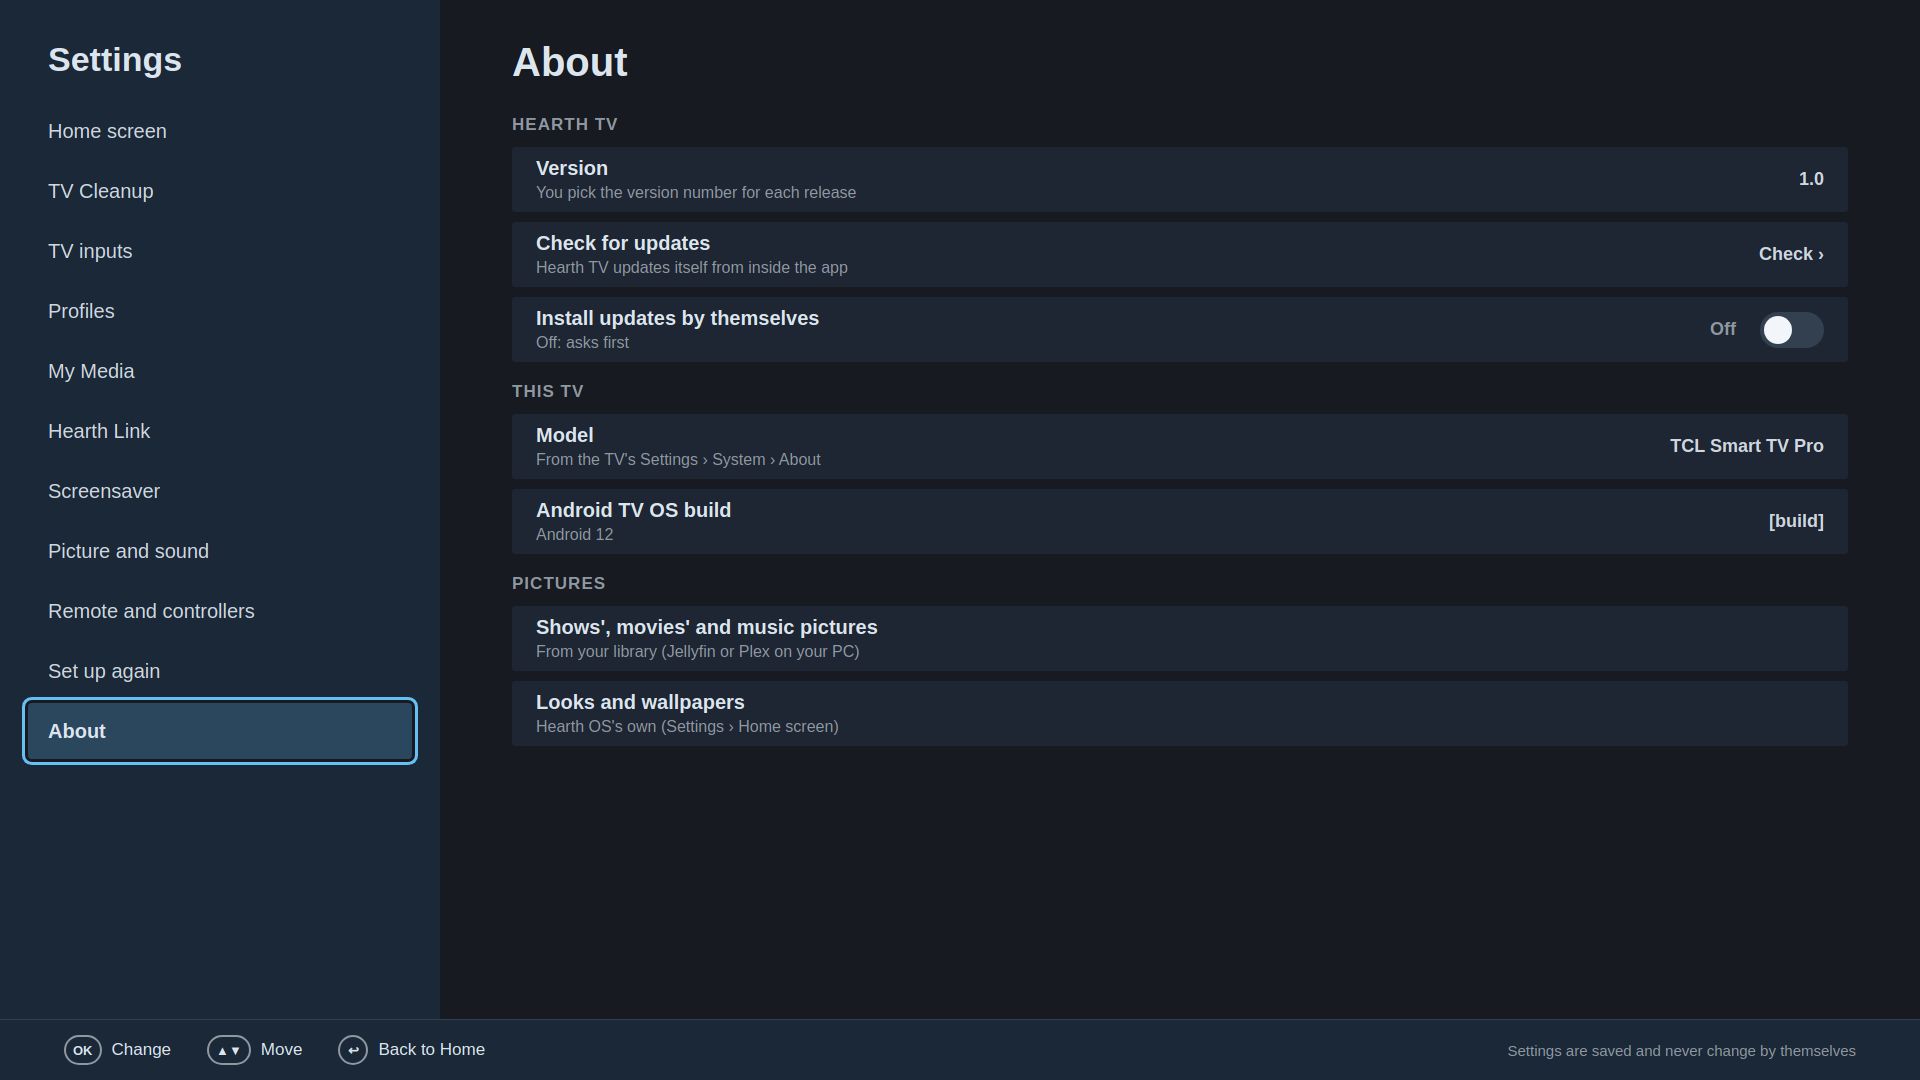 Settings
Home screen
TV Cleanup
TV inputs
Profiles
My Media
Hearth Link
Screensaver
Picture and sound
Remote and controllers
Set up again
About
About
HEARTH TV
Version
You pick the version number for each release
1.0
Check for updates
Hearth TV updates itself from inside the app
Check ›
Install updates by themselves
Off: asks first
Off
THIS TV
Model
From the TV's Settings › System › About
TCL Smart TV Pro
Android TV OS build
Android 12
[build]
PICTURES
Shows', movies' and music pictures
From your library (Jellyfin or Plex on your PC)
Looks and wallpapers
Hearth OS's own (Settings › Home screen)
OK Change ▲▼ Move ↩ Back to Home
Settings are saved and never change by themselves